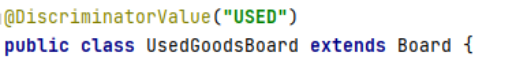 @DiscriminatorValue("USED")
public class UsedGoodsBoard extends Board {